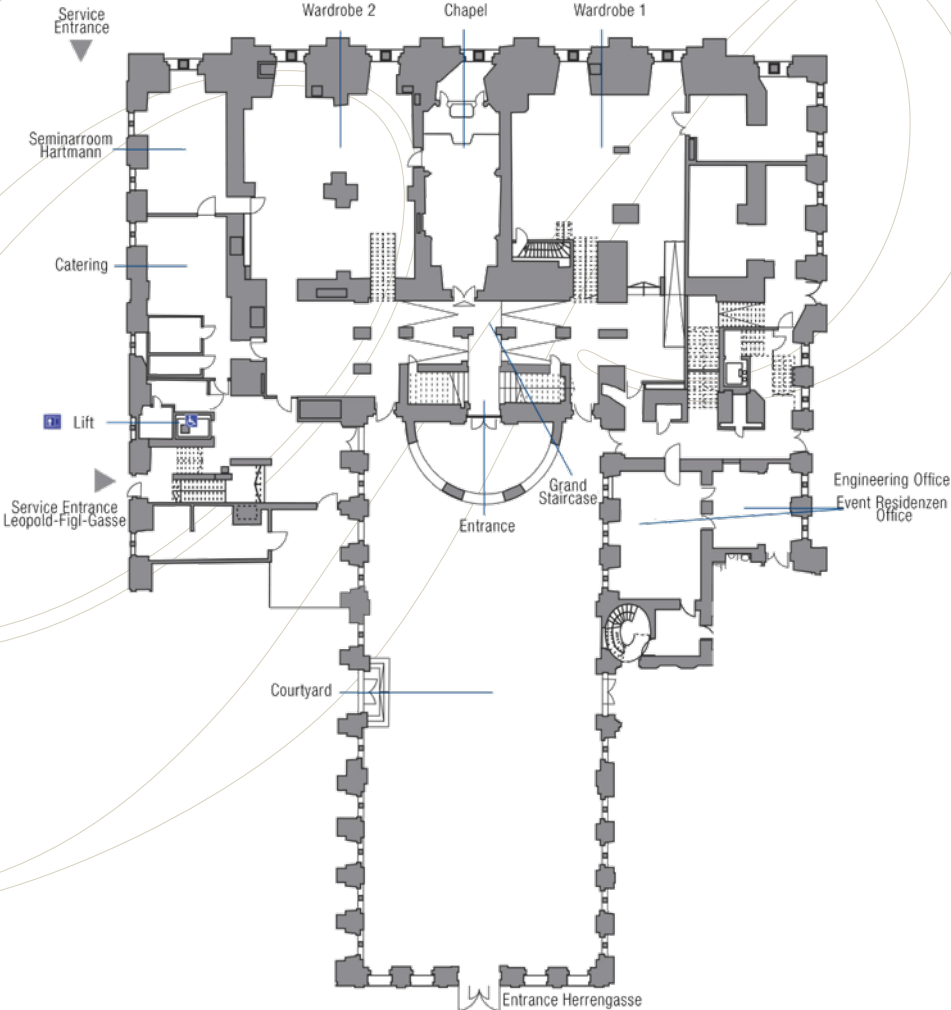 Service
Entrance
Wardrobe 2
Chapel
Wardrobe 1
Seminarroom
Hartmann
Catering
Lift
Service Entrance
Leopold-Figl-Gasse
Grand
Staircase
Entrance
Engineering Office
Event Residenzen
Office
Courtyard
Entrance Herrengasse